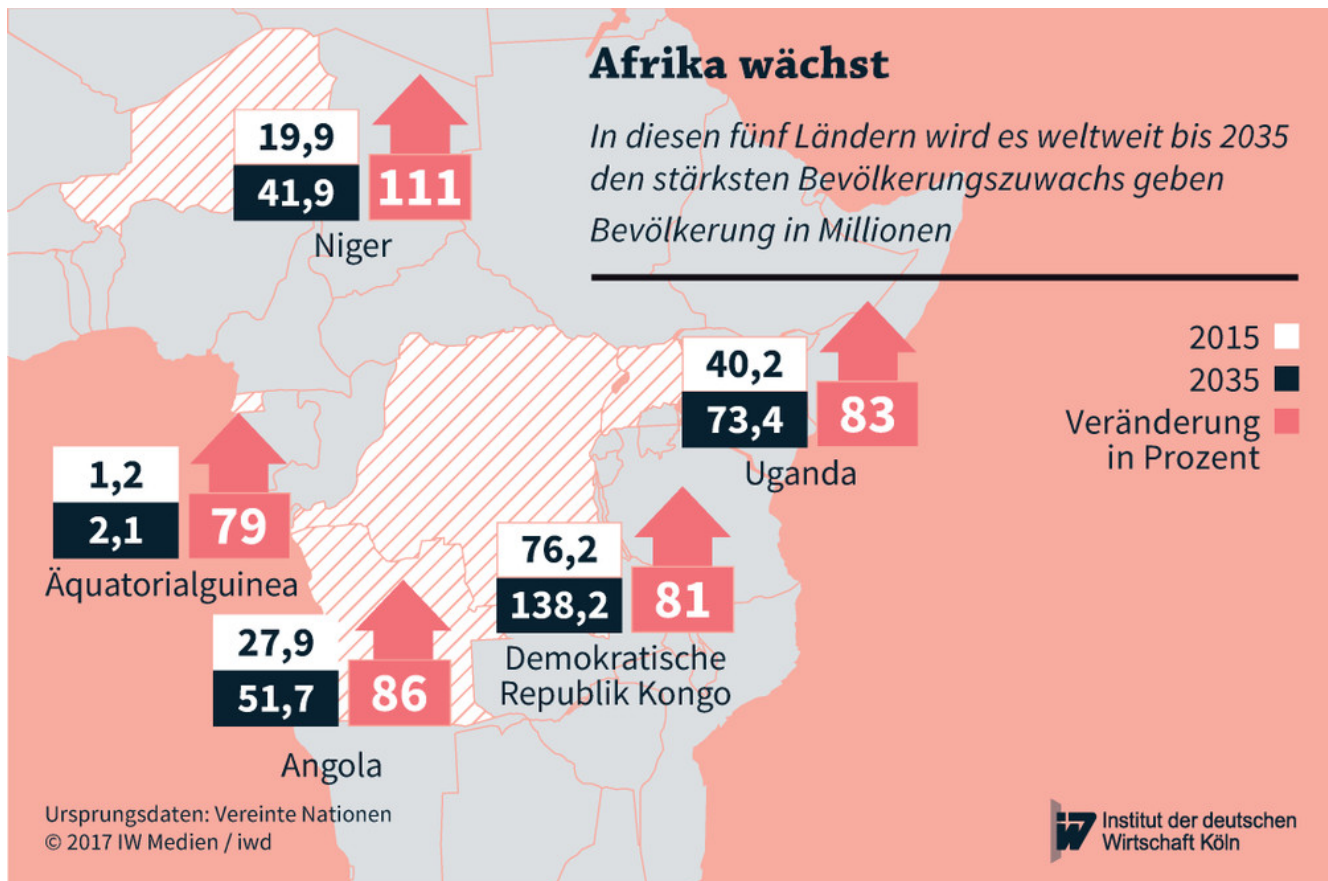 Afrika wächst
In diesen fünf Ländern wird es weltweit bis 2035
den stärksten Bevölkerungszuwachs geben
Bevölkerung in Millionen
2015
2035
Veränderung
in Prozent
19,9
41,9
111
Niger
40,2
73,4
83
Uganda
1,2
2,1
79
Äquatorialguinea
76,2
138,2
81
Demokratische
Republik Kongo
27,9
51,7
86
Angola
Ursprungsdaten: Vereinte Nationen
© 2017 IW Medien / iwd
iw
Institut der deutschen
Wirtschaft Köln